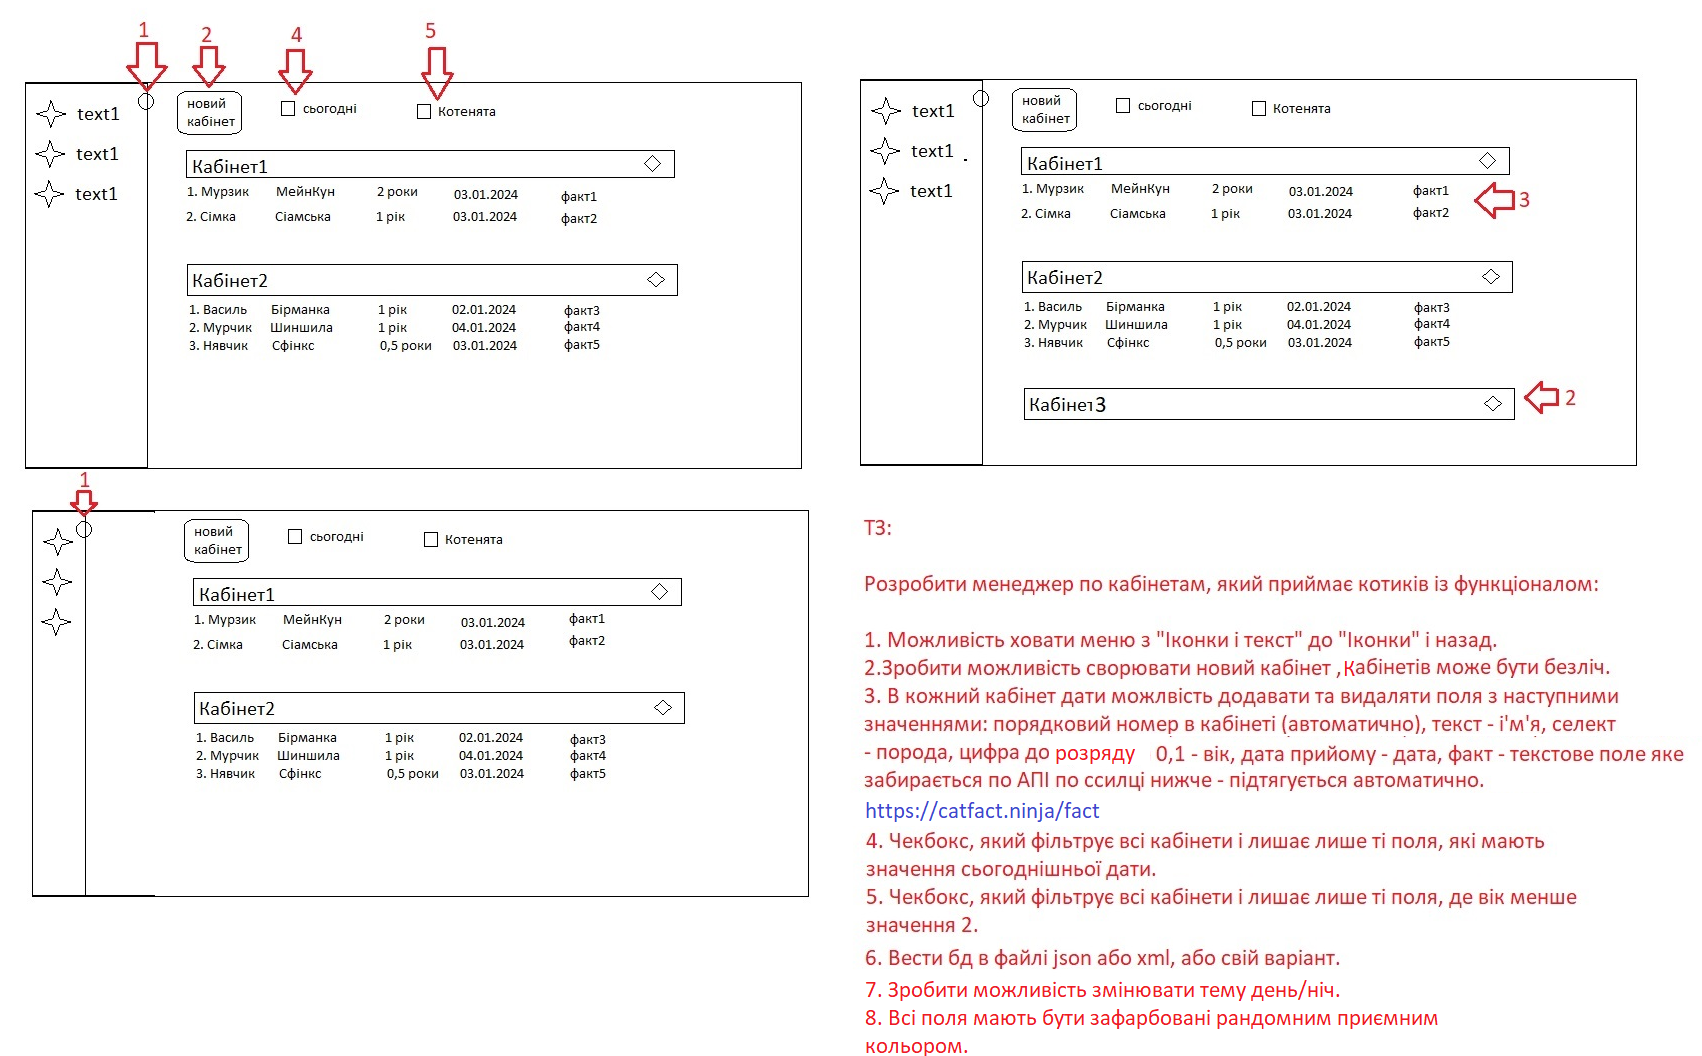 1
2
4
5
text1
text1
text1
новий
кабінет
сьогодні
Котенята
Кабінет1
1. Мурзик МейнКун 2 роки 03.01.2024 факт1
2. Сімка Сіамська 1 рік 03.01.2024 факт2
Кабінет2
1. Василь Бірманка 1 рік 02.01.2024 факт3
2. Мурчик Шиншила 1 рік 04.01.2024 факт4
3. Нявчик Сфінкс 0,5 роки 03.01.2024 факт5
text1
text1 .
text1
новий
кабінет
сьогодні
Котенята
Кабінет1
1. Мурзик МейнКун 2 роки 03.01.2024 факт1
2. Сімка Сіамська 1 рік 03.01.2024 факт2
3
Кабінет2
1. Василь Бірманка 1 рік 02.01.2024 факт3
2. Мурчик Шиншила 1 рік 04.01.2024 факт4
3. Нявчик Сфінкс 0,5 роки 03.01.2024 факт5
Кабінет3
2
1
новий
кабінет
сьогодні
Котенята
Кабінет1
1. Мурзик МейнКун 2 роки 03.01.2024 факт1
2. Сімка Сіамська 1 рік 03.01.2024 факт2
Кабінет2
1. Василь Бірманка 1 рік 02.01.2024 факт3
2. Мурчик Шиншила 1 рік 04.01.2024 факт4
3. Нявчик Сфінкс 0,5 роки 03.01.2024 факт5
ТЗ:
Розробити менеджер по кабінетам, який приймає котиків із функціоналом:
1. Можливість ховати меню з "Іконки і текст" до "Іконки" і назад.
2.Зробити можливість сворювати новий кабінет ,Кабінетів може бути безліч.
3. В кожний кабінет дати можлвість додавати та видаляти поля з наступними
значеннями: порядковий номер в кабінеті (автоматично), текст - і'м'я, селект
- порода, цифра до розряду 0,1 - вік, дата прийому - дата, факт - текстове поле яке
забирається по АПІ по ссилці нижче - підтягується автоматично.
https://catfact.ninja/fact
4. Чекбокс, який фільтрує всі кабінети і лишає лише ті поля, які мають
значення сьогоднішньої дати.
5. Чекбокс, який фільтрує всі кабінети і лишає лише ті поля, де вік менше
значення 2.
6. Вести бд в файлі json або xml, або свій варіант.
7. Зробити можливість змінювати тему день/ніч.
8. Всі поля мають бути зафарбовані рандомним приємним
кольором.